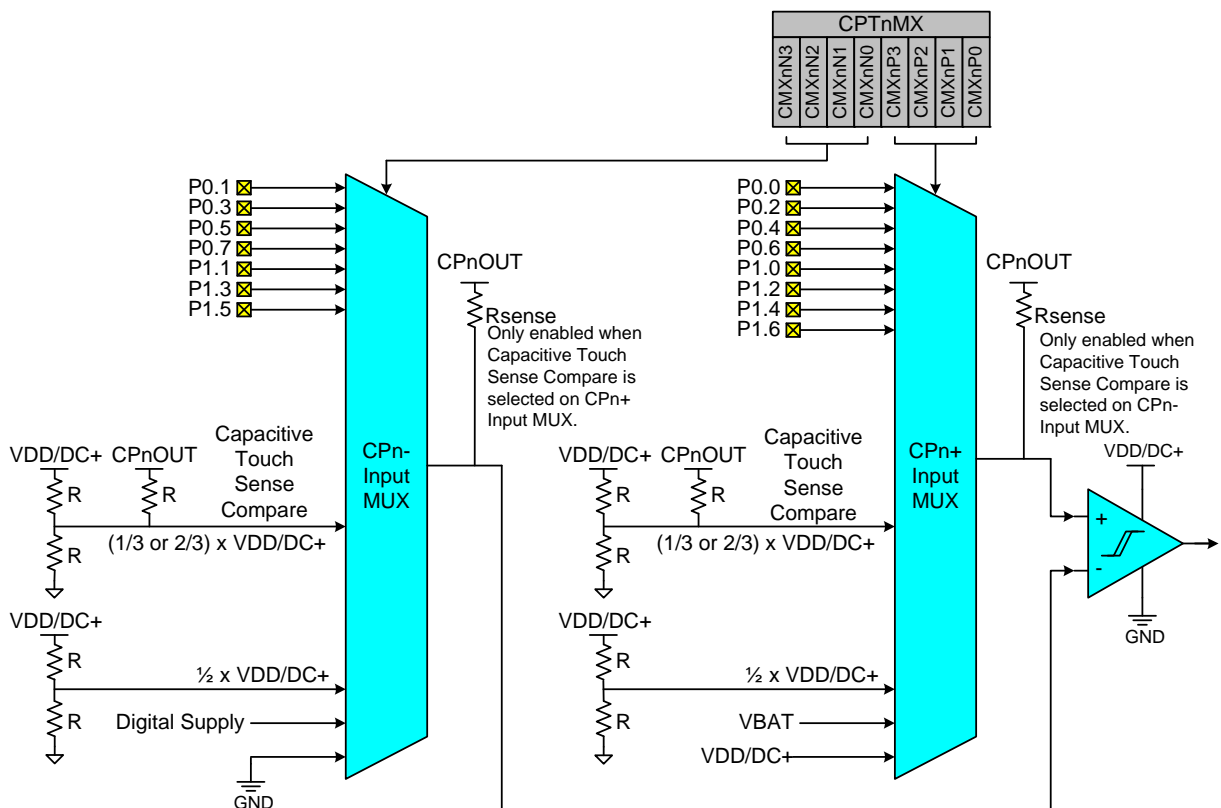 CPTnMX
CMXnN3
CMXnN2
CMXnN1
CMXnN0
CMXnP3
CMXnP2
CMXnP1
CMXnP0
P0.1
P0.3
P0.5
P0.7
P1.1
P1.3
P1.5
CPnOUT
Rsense
Only enabled when
Capacitive Touch
Sense Compare is
selected on CPn+
Input MUX.
VDD/DC+
CPnOUT
R
R
R
Capacitive
Touch
Sense
Compare
(1/3 or 2/3) x VDD/DC+
CPn-
Input
MUX
VDD/DC+
R
R
½ x VDD/DC+
Digital Supply
GND
P0.0
P0.2
P0.4
P0.6
P1.0
P1.2
P1.4
P1.6
CPnOUT
Rsense
Only enabled when
Capacitive Touch
Sense Compare is
selected on CPn-
Input MUX.
VDD/DC+
CPnOUT
R
R
R
Capacitive
Touch
Sense
Compare
(1/3 or 2/3) x VDD/DC+
CPn+
Input
MUX
VDD/DC+
R
R
½ x VDD/DC+
VBAT
VDD/DC+
VDD/DC+
+
-
GND